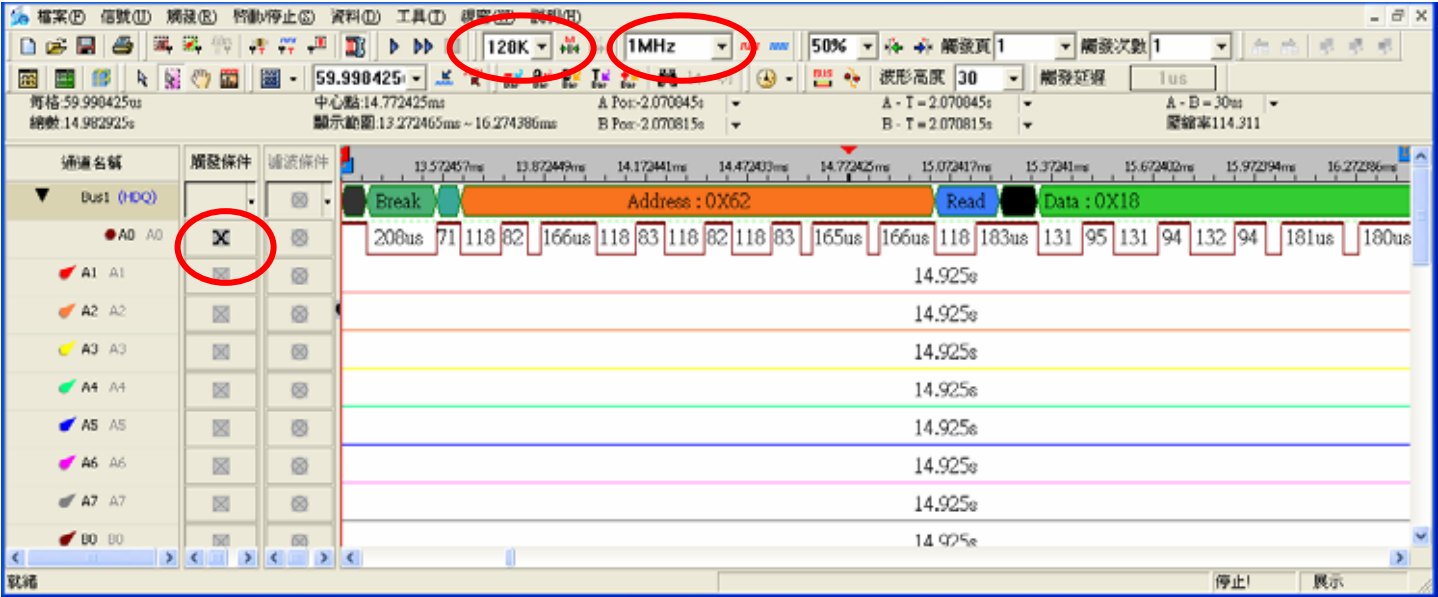 檔案(F) 信號(U) 觸發(R) 啟動/停止(S) 資料(D) 工具(T)
128K 1MHz 50% 觸發頁 1 觸發次數 1
59.990425 波形高度 30 觸發延遲 1us
每格:59.990425us 中心點:14.772425ms A Pos:-2.070845s A - T = 2.070845s A - B = 30us
總數:14.982925s 顯示範圍:13.272465ms ~ 16.274386ms B Pos:-2.070815s B - T = 2.070815s 壓縮率114.311
通道名稱 觸發條件 濾波條件 13.572457ms 13.872449ms 14.172441ms 14.472433ms 14.772425ms 15.072417ms 15.37241ms 15.672402ms 15.972394ms 16.272386ms
Bus1 (HDQ) Break Address : 0X62 Read Data : 0X18
A0 A0 208us 71 118 82 166us 118 83 118 82 118 83 165us 166us 118 183us 131 95 131 94 132 94 181us 180us
A1 A1 14.925s
A2 A2 14.925s
A3 A3 14.925s
A4 A4 14.925s
A5 A5 14.925s
A6 A6 14.925s
A7 A7 14.925s
B0 B0 14.925s
就緒 停止! 展示